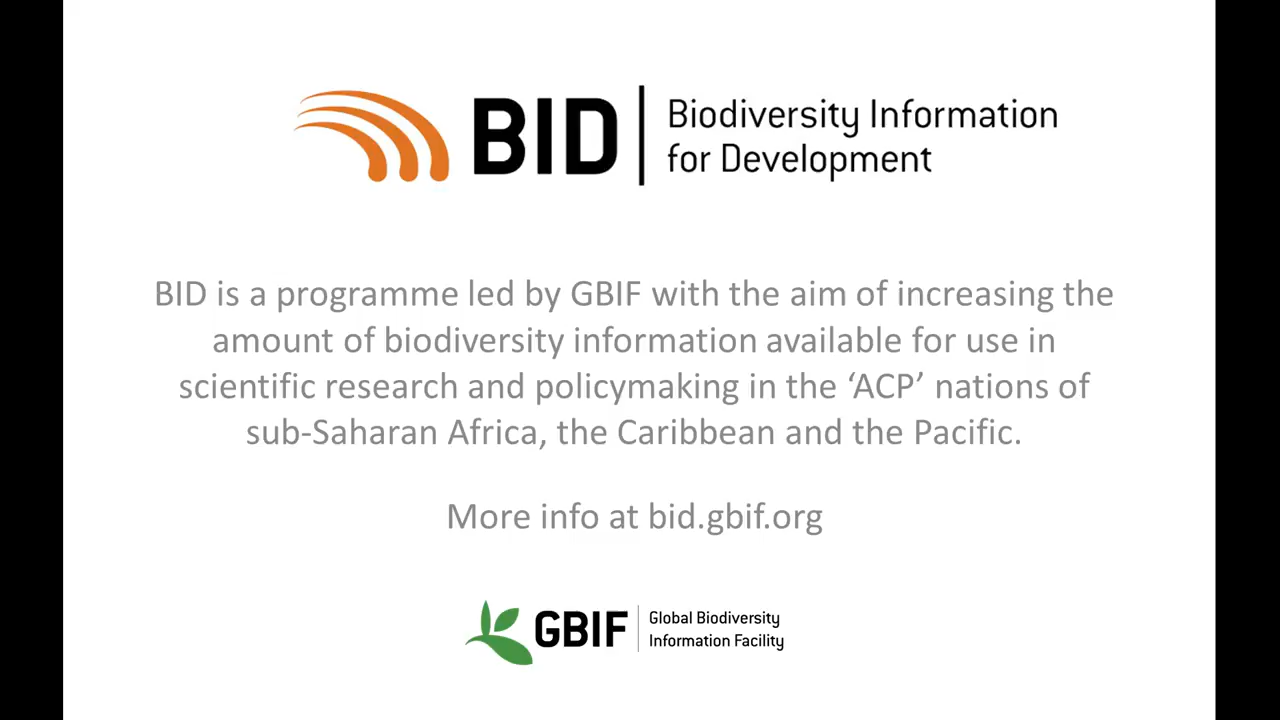 BID
Biodiversity Information
for Development
BID is a programme led by GBIF with the aim of increasing the
amount of biodiversity information available for use in
scientific research and policymaking in the ‘ACP’ nations of
sub-Saharan Africa, the Caribbean and the Pacific.
More info at bid.gbif.org
GBIF
Global Biodiversity
Information Facility